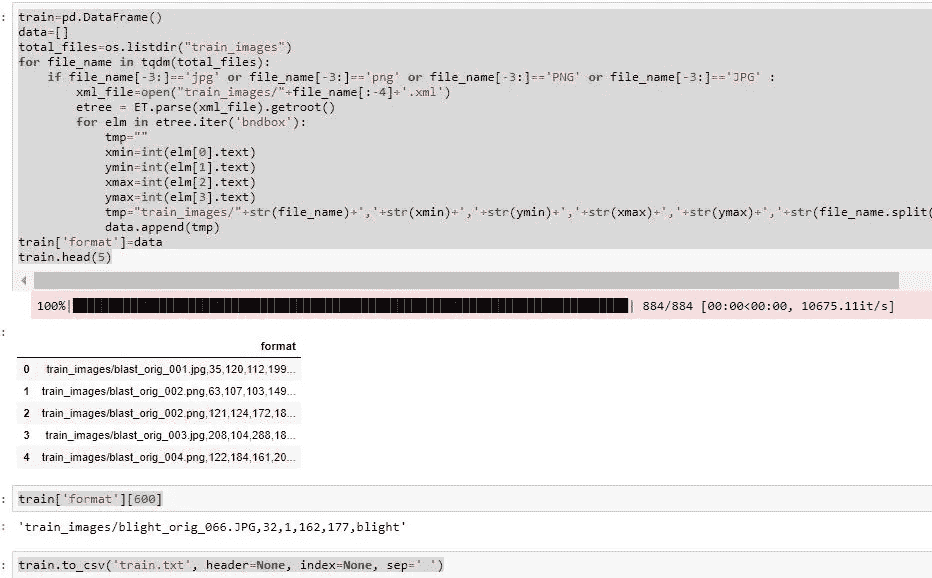 train=pd.DataFrame()
data=[]
total_files=os.listdir("train_images")
for file_name in tqdm(total_files):
    if file_name[-3:]=='jpg' or file_name[-3:]=='png' or file_name[-3:]=='PNG' or file_name[-3:]=='JPG' :
        xml_file=open("train_images/"+file_name[:-4]+'.xml')
        etree = ET.parse(xml_file).getroot()
        for elm in etree.iter('bndbox'):
            tmp=""
            xmin=int(elm[0].text)
            ymin=int(elm[1].text)
            xmax=int(elm[2].text)
            ymax=int(elm[3].text)
            tmp="train_images/"+str(file_name)+','+str(xmin)+','+str(ymin)+','+str(xmax)+','+str(ymax)+','+str(file_name.split(
            data.append(tmp)
train['format']=data
train.head(5)
100%| | 884/884 [00:00<00:00, 10675.11it/s]
:
format
0 train_images/blast_orig_001.jpg,35,120,112,199...
1 train_images/blast_orig_002.png,63,107,103,149...
2 train_images/blast_orig_002.png,121,124,172,18...
3 train_images/blast_orig_003.jpg,208,104,288,18...
4 train_images/blast_orig_004.png,122,184,161,20...
: train['format'][600]
: 'train_images/blight_orig_066.JPG,32,1,162,177,blight'
: train.to_csv('train.txt', header=None, index=None, sep=' ')